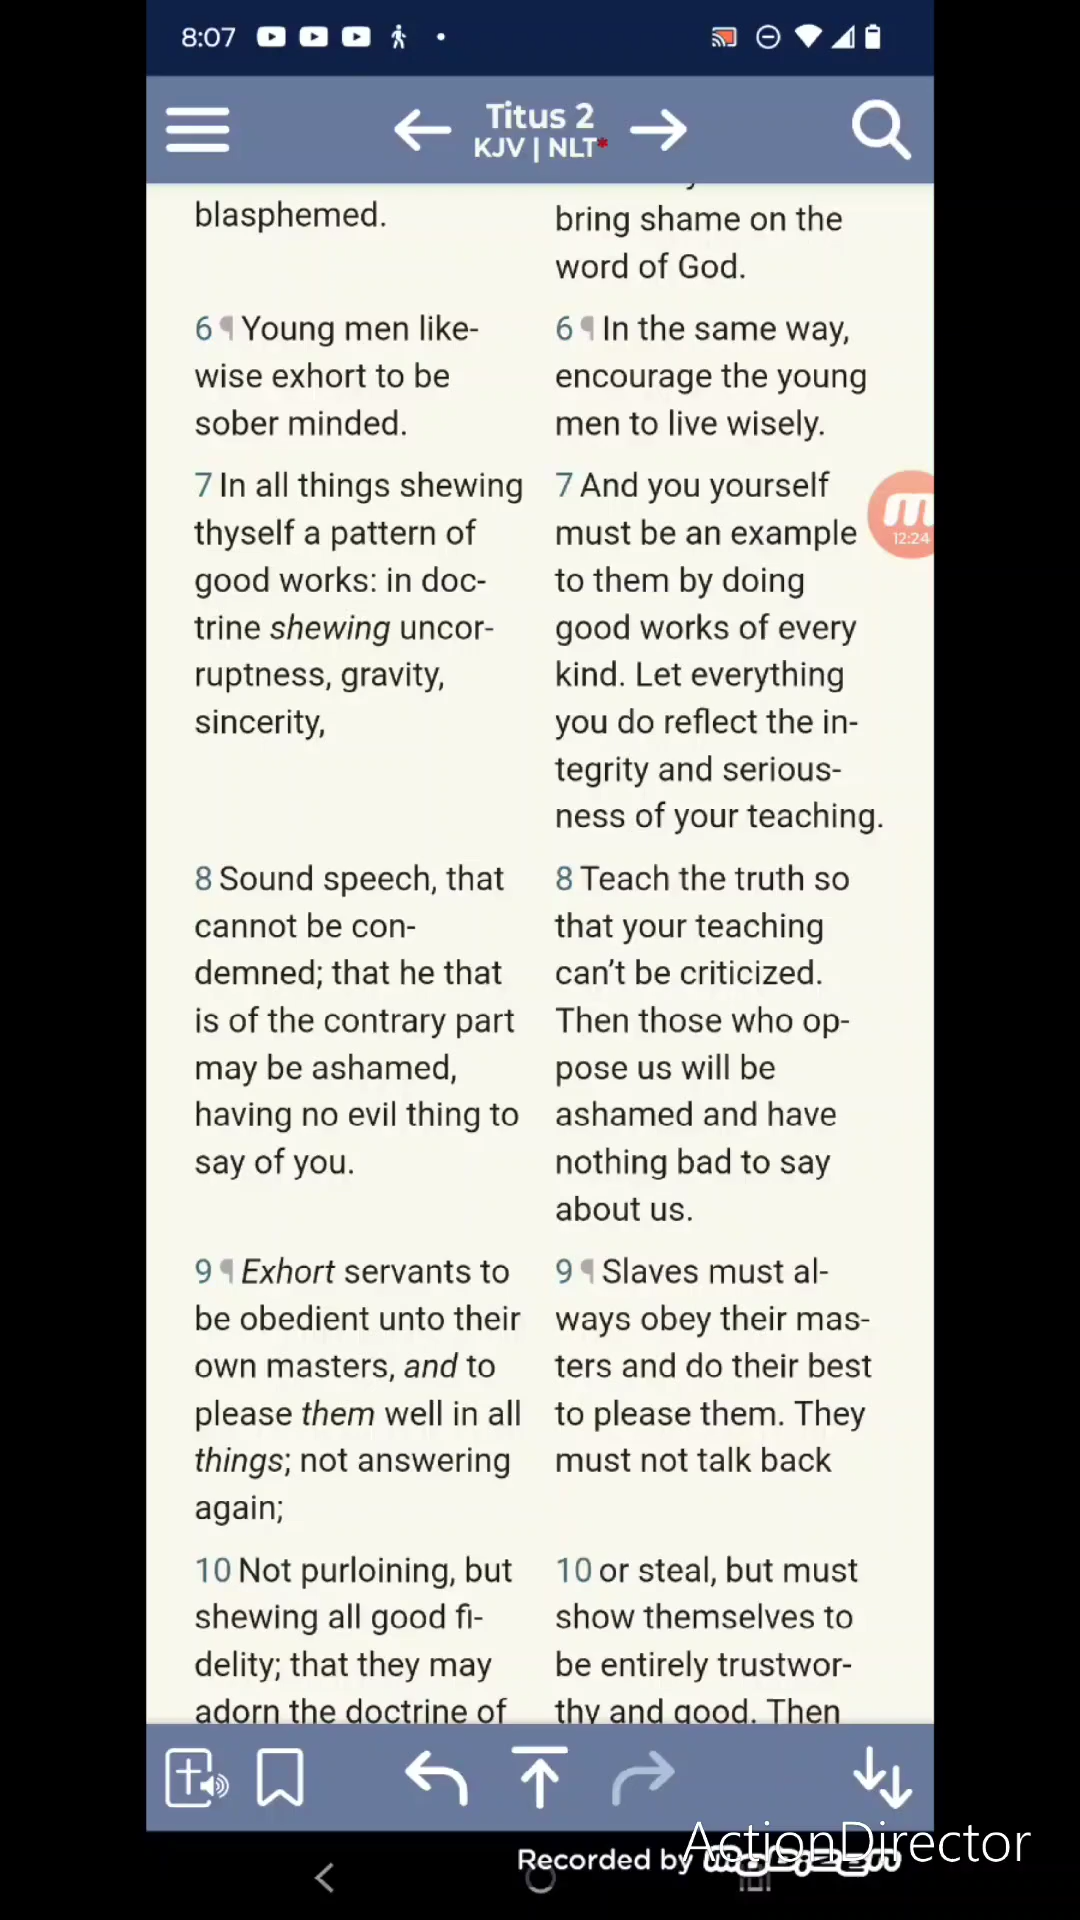 8:07
Titus 2
KJV | NLT*
blasphemed.
6 ¶ Young men like-
wise exhort to be
sober minded.
7 In all things shewing
thyself a pattern of
good works: in doc-
trine shewing uncor-
ruptness, gravity,
sincerity,
8 Sound speech, that
cannot be con-
demned; that he that
is of the contrary part
may be ashamed,
having no evil thing to
say of you.
9 ¶ Exhort servants to
be obedient unto their
own masters, and to
please them well in all
things; not answering
again;
10 Not purloining, but
shewing all good fi-
delity; that they may
adorn the doctrine of
bring shame on the
word of God.
6 ¶ In the same way,
encourage the young
men to live wisely.
7 And you yourself
must be an example
to them by doing
good works of every
kind. Let everything
you do reflect the in-
tegrity and serious-
ness of your teaching.
8 Teach the truth so
that your teaching
can’t be criticized.
Then those who op-
pose us will be
ashamed and have
nothing bad to say
about us.
9 ¶ Slaves must al-
ways obey their mas-
ters and do their best
to please them. They
must not talk back
10 or steal, but must
show themselves to
be entirely trustwor-
thy and good. Then
m
12:24
ActionDirector
Recorded by